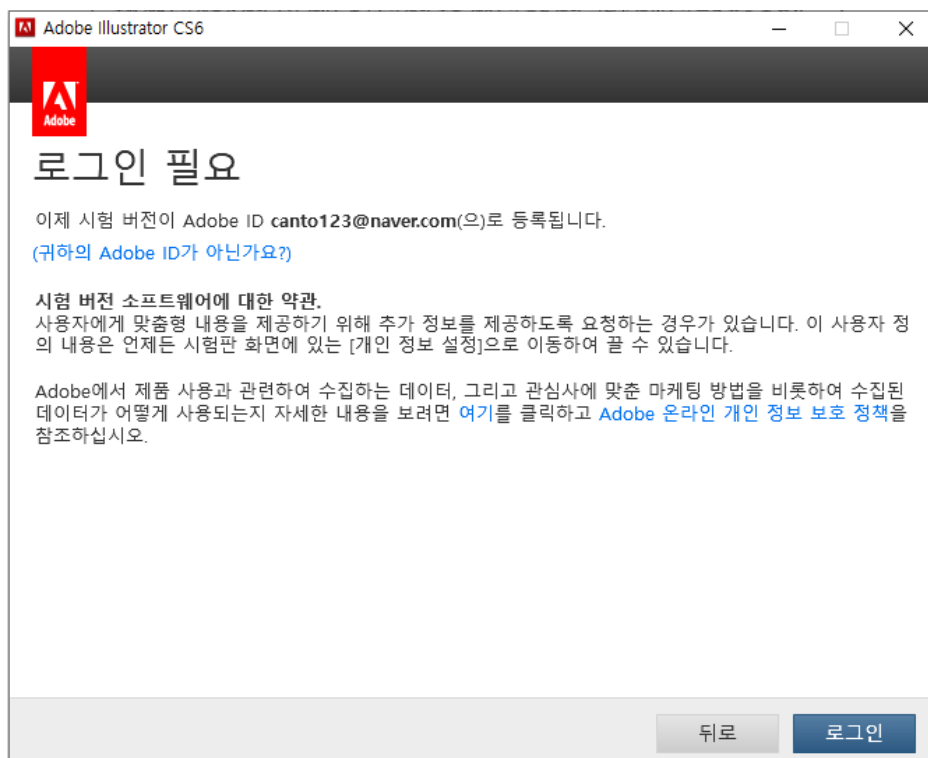 Adobe Illustrator CS6
Adobe
로그인 필요
이제 시험 버전이 Adobe ID canto123@naver.com(으)로 등록됩니다.
(귀하의 Adobe ID가 아닌가요?)
시험 버전 소프트웨어에 대한 약관.
사용자에게 맞춤형 내용을 제공하기 위해 추가 정보를 제공하도록 요청하는 경우가 있습니다. 이 사용자 정
의 내용은 언제든 시험판 화면에 있는 [개인 정보 설정]으로 이동하여 끌 수 있습니다.
Adobe에서 제품 사용과 관련하여 수집하는 데이터, 그리고 관심사에 맞춘 마케팅 방법을 비롯하여 수집된
데이터가 어떻게 사용되는지 자세한 내용을 보려면 여기를 클릭하고 Adobe 온라인 개인 정보 보호 정책을
참조하십시오.
뒤로
로그인